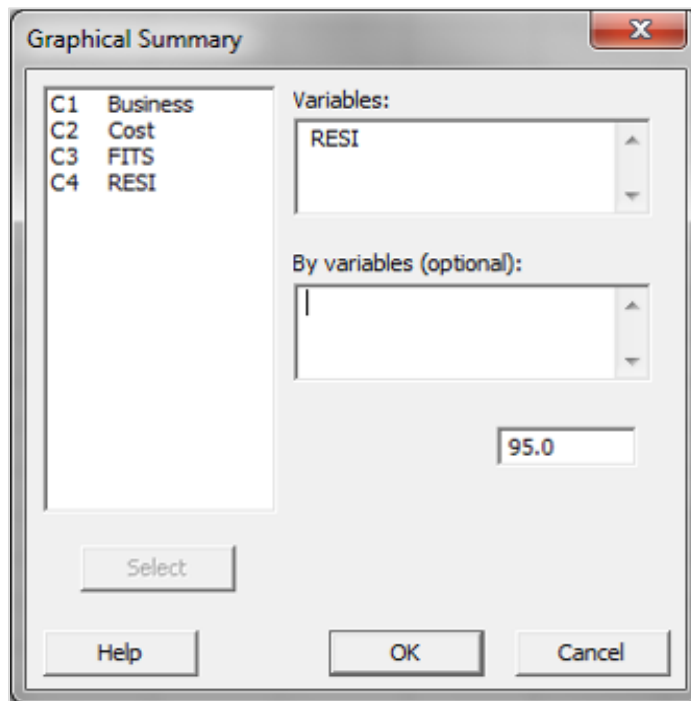 Graphical Summary
C1 Business
C2 Cost
C3 FITS
C4 RESI
Variables:
RESI
By variables (optional):
95.0
Select
Help
OK
Cancel